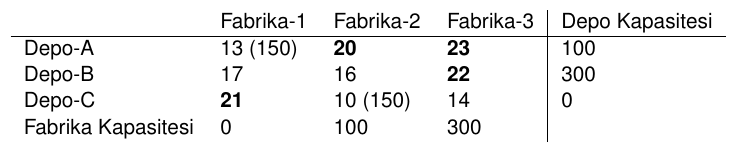 Fabrika-1 Fabrika-2 Fabrika-3 Depo Kapasitesi
Depo-A 13 (150) 20 23 100
Depo-B 17 16 22 300
Depo-C 21 10 (150) 14 0
Fabrika Kapasitesi 0 100 300